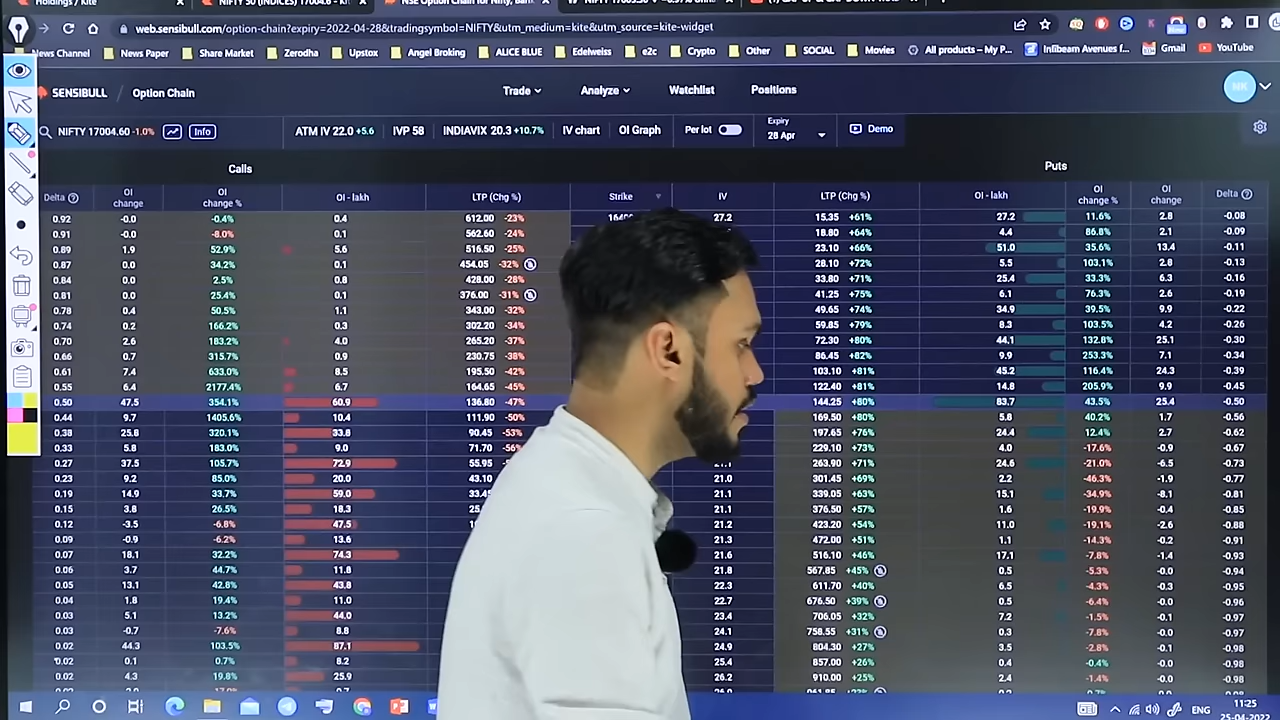 Holdings / Kite
NIFTY 50 (INDICES) 17004.6 - Kite
NSE Option Chain for Nifty, Bank
web.sensibull.com/option-chain?expiry=2022-04-28&tradingsymbol=NIFTY&utm_medium=kite&utm_source=kite-widget
News Channel News Paper Share Market Zerodha Upstox Angel Broking ALICE BLUE Edelweiss e2c Crypto Other SOCIAL Movies All products – My P... Infibeam Avenues f... Gmail YouTube
SENSIBULL / Option Chain Trade Analyze Watchlist Positions NK
NIFTY 17004.60 -1.0% Info ATM IV 22.0 +5.6 IVP 58 INDIAVIX 20.3 +10.7% IV chart OI Graph Per lot Expiry 28 Apr Demo
Calls Puts
Delta OI change OI change % OI - lakh LTP (Chg %) Strike IV LTP (Chg %) OI - lakh OI change % OI change Delta
0.92 -0.0 -0.4% 0.4 612.00 -23% 27.2 15.35 +61% 27.2 11.6% 2.8 -0.08
0.91 -0.0 -8.0% 0.1 562.60 -24% 18.80 +64% 4.4 86.8% 2.1 -0.09
0.89 1.9 52.9% 5.6 516.50 -25% 23.10 +66% 51.0 35.6% 13.4 -0.11
0.87 0.0 34.2% 0.1 454.05 -32% 28.10 +72% 5.5 103.1% 2.8 -0.13
0.84 0.0 2.5% 0.1 428.00 -28% 33.80 +71% 25.4 33.3% 6.3 -0.16
0.81 0.0 25.4% 0.1 376.00 -31% 41.25 +75% 6.1 76.3% 2.6 -0.19
0.78 0.4 50.5% 1.1 343.00 -32% 49.65 +74% 34.9 39.5% 9.9 -0.22
0.74 0.2 166.2% 0.3 302.20 -34% 59.85 +79% 8.3 103.5% 4.2 -0.26
0.70 2.6 183.2% 4.0 265.20 -37% 72.30 +80% 44.1 132.8% 25.1 -0.30
0.66 0.7 315.7% 0.9 230.75 -38% 86.45 +82% 9.9 253.3% 7.1 -0.34
0.61 7.4 633.0% 8.5 195.50 -42% 103.10 +81% 45.2 116.4% 24.3 -0.39
0.55 6.4 2177.4% 6.7 164.65 -45% 122.40 +81% 14.8 205.9% 9.9 -0.45
0.50 47.5 354.1% 60.9 136.80 -47% 144.25 +80% 83.7 43.5% 25.4 -0.50
0.44 9.7 1405.6% 10.4 111.90 -50% 169.50 +80% 5.8 40.2% 1.7 -0.56
0.38 25.8 320.1% 33.8 90.45 -53% 197.65 +76% 24.4 12.4% 2.7 -0.62
0.33 5.8 183.0% 9.0 71.70 -56% 229.10 +73% 4.0 -17.6% -0.9 -0.67
0.27 37.5 105.7% 72.9 55.95 21.1 263.90 +71% 24.6 -21.0% -6.5 -0.73
0.23 9.2 85.0% 20.0 43.10 21.0 301.45 +69% 2.2 -46.3% -1.9 -0.77
0.19 14.9 33.7% 59.0 33.45 21.1 339.05 +63% 15.1 -34.9% -8.1 -0.81
0.15 3.8 26.5% 18.3 21.1 376.50 +57% 1.6 -19.9% -0.4 -0.85
0.12 -3.5 -6.8% 47.5 21.2 423.20 +54% 11.0 -19.1% -2.6 -0.88
0.09 -0.9 -6.2% 13.6 21.3 472.00 +51% 1.1 -14.3% -0.2 -0.91
0.07 18.1 32.2% 74.3 21.6 516.10 +46% 17.1 -7.8% -1.4 -0.93
0.06 3.7 44.7% 11.8 21.8 567.85 +45% 0.5 -5.3% -0.0 -0.94
0.05 13.1 42.8% 43.8 22.3 611.70 +40% 6.5 -4.3% -0.3 -0.95
0.04 1.8 19.4% 11.0 22.7 676.50 +39% 0.5 -6.4% -0.0 -0.96
0.03 5.1 13.2% 44.0 23.4 706.05 +32% 7.2 -1.5% -0.1 -0.97
0.03 -0.7 -7.6% 8.8 24.1 758.55 +31% 0.3 -7.8% -0.0 -0.97
0.02 44.3 103.5% 87.1 24.9 804.30 +27% 3.5 -2.8% -0.1 -0.98
0.02 0.1 0.7% 8.2 25.4 857.00 +26% 0.4 -0.4% -0.0 -0.98
0.02 4.3 19.8% 25.9 26.2 910.00 +25% 2.4 -1.4% -0.0 -0.98
ENG 11:25
25-04-2022